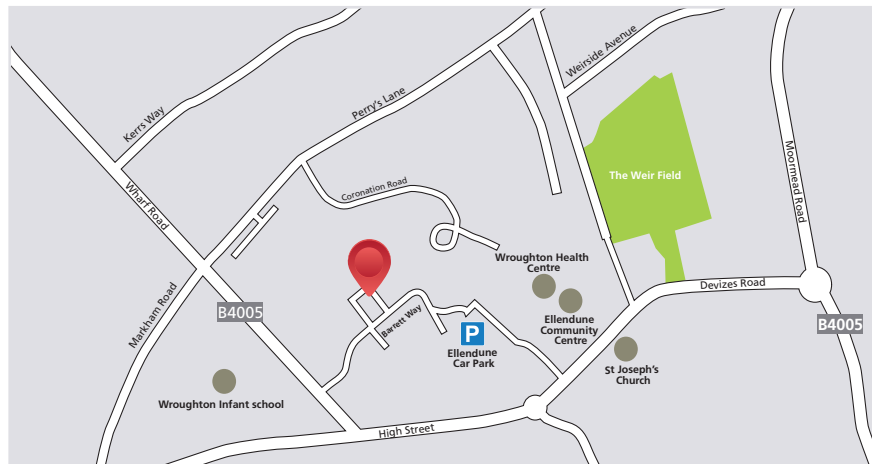 Weirside Avenue
Kerrs Way
Perry's Lane
Moormead Road
The Weir Field
Coronation Road
Wharf Road
Wroughton Health
Centre
Devizes Road
Markham Road
B4005
B4005
Barrett Way
P
Ellendune
Community
Centre
Ellendune
Car Park
St Joseph's
Church
Wroughton Infant school
High Street